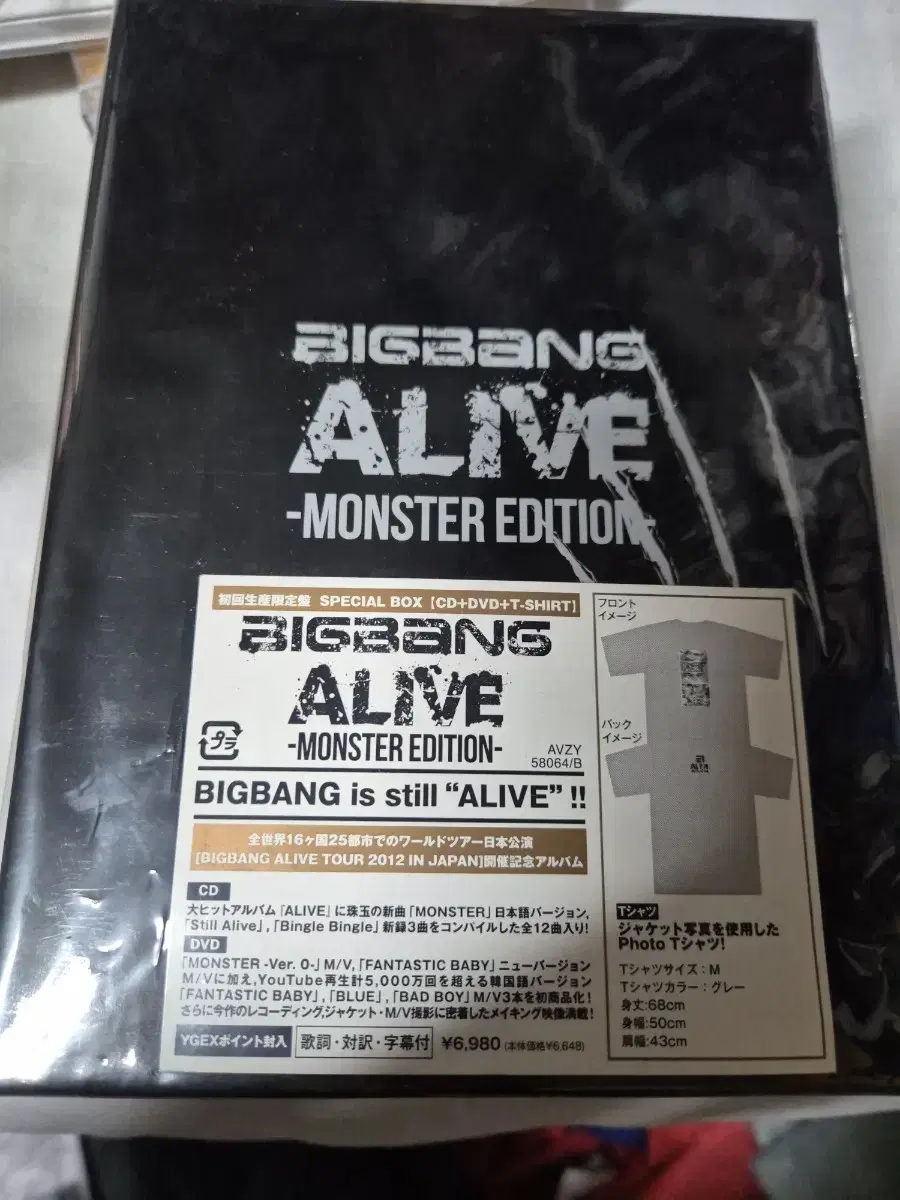 BIGBANG
ALIVE
-MONSTER EDITION-
初回生産限定盤 SPECIAL BOX 【CD+DVD+T-SHIRT】
BIGBANG
ALIVE
-MONSTER EDITION-
プラ
AVZY
58064/B
BIGBANG is still “ALIVE” !!
全世界16ヶ国25都市でのワールドツアー日本公演
[BIGBANG ALIVE TOUR 2012 IN JAPAN]開催記念アルバム
CD
大ヒットアルバム『ALIVE』に珠玉の新曲「MONSTER」日本語バージョン,
「Still Alive」,「Bingle Bingle」新録3曲をコンパイルした全12曲入り!
DVD
「MONSTER -Ver. 0-」M/V,「FANTASTIC BABY」ニューバージョン
M/Vに加え,YouTube再生計5,000万回を超える韓国語バージョン
「FANTASTIC BABY」,「BLUE」,「BAD BOY」M/V3本を初商品化!
さらに今作のレコーディングジャケット・M/V撮影に密着したメイキング映像満載!
YGEXポイント封入
歌詞・対訳・字幕付
¥6,980 (本体価格¥6,648)
フロント
イメージ
バック
イメージ
ALIVE
Tシャツ
ジャケット写真を使用した
Photo Tシャツ!
Tシャツサイズ:M
Tシャツカラー:グレー
身丈:68cm
身幅:50cm
肩幅:43cm